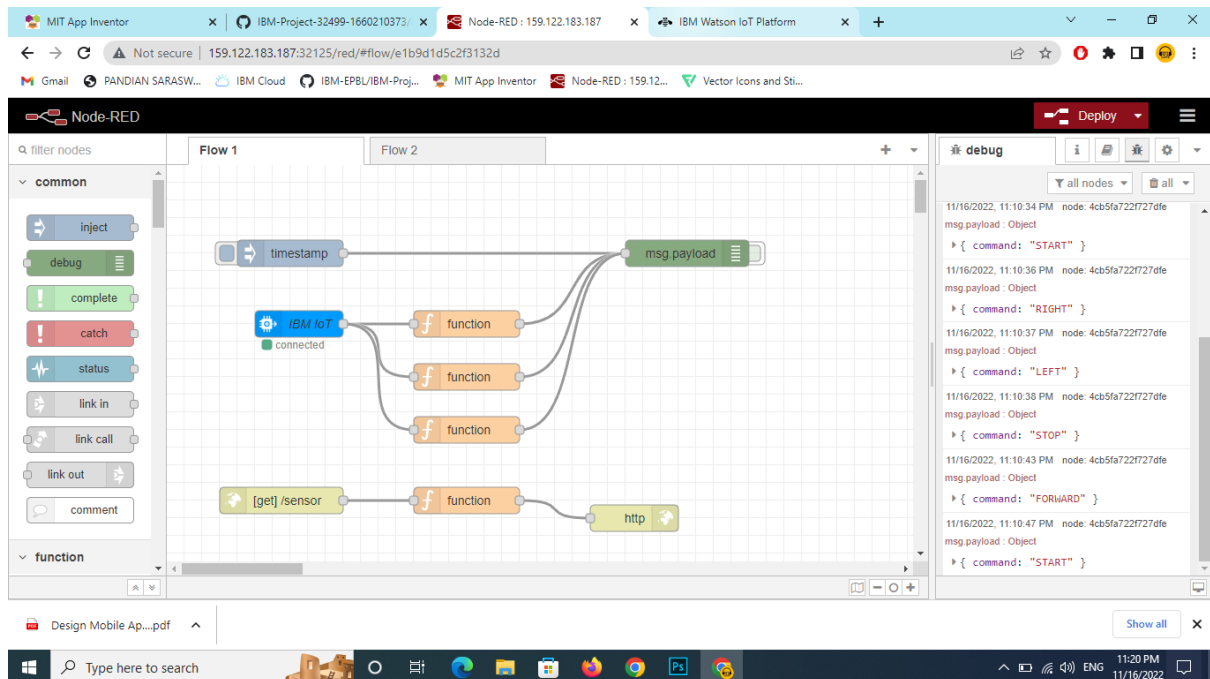 MIT App Inventor
IBM-Project-32499-1660210373/
Node-RED : 159.122.183.187
IBM Watson IoT Platform
Not secure | 159.122.183.187:32125/red/#flow/e1b9d1d5c2f3132d
Gmail
PANDIAN SARASW...
IBM Cloud
IBM-EPBL/IBM-Proj...
MIT App Inventor
Node-RED : 159.12...
Vector Icons and Sti...
Node-RED
Deploy
filter nodes
Flow 1
Flow 2
debug
i
all nodes
all
common
inject
debug
complete
catch
status
link in
link call
link out
comment
function
timestamp
msg.payload
IBM IoT
connected
f function
f function
f function
[get] /sensor
f function
http
11/16/2022, 11:10:34 PM node: 4cb5fa722f727dfe
msg.payload : Object
{ command: "START" }
11/16/2022, 11:10:36 PM node: 4cb5fa722f727dfe
msg.payload : Object
{ command: "RIGHT" }
11/16/2022, 11:10:37 PM node: 4cb5fa722f727dfe
msg.payload : Object
{ command: "LEFT" }
11/16/2022, 11:10:38 PM node: 4cb5fa722f727dfe
msg.payload : Object
{ command: "STOP" }
11/16/2022, 11:10:43 PM node: 4cb5fa722f727dfe
msg.payload : Object
{ command: "FORWARD" }
11/16/2022, 11:10:47 PM node: 4cb5fa722f727dfe
msg.payload : Object
{ command: "START" }
Design Mobile Ap....pdf
Show all
Type here to search
Ps
ENG
11:20 PM
11/16/2022